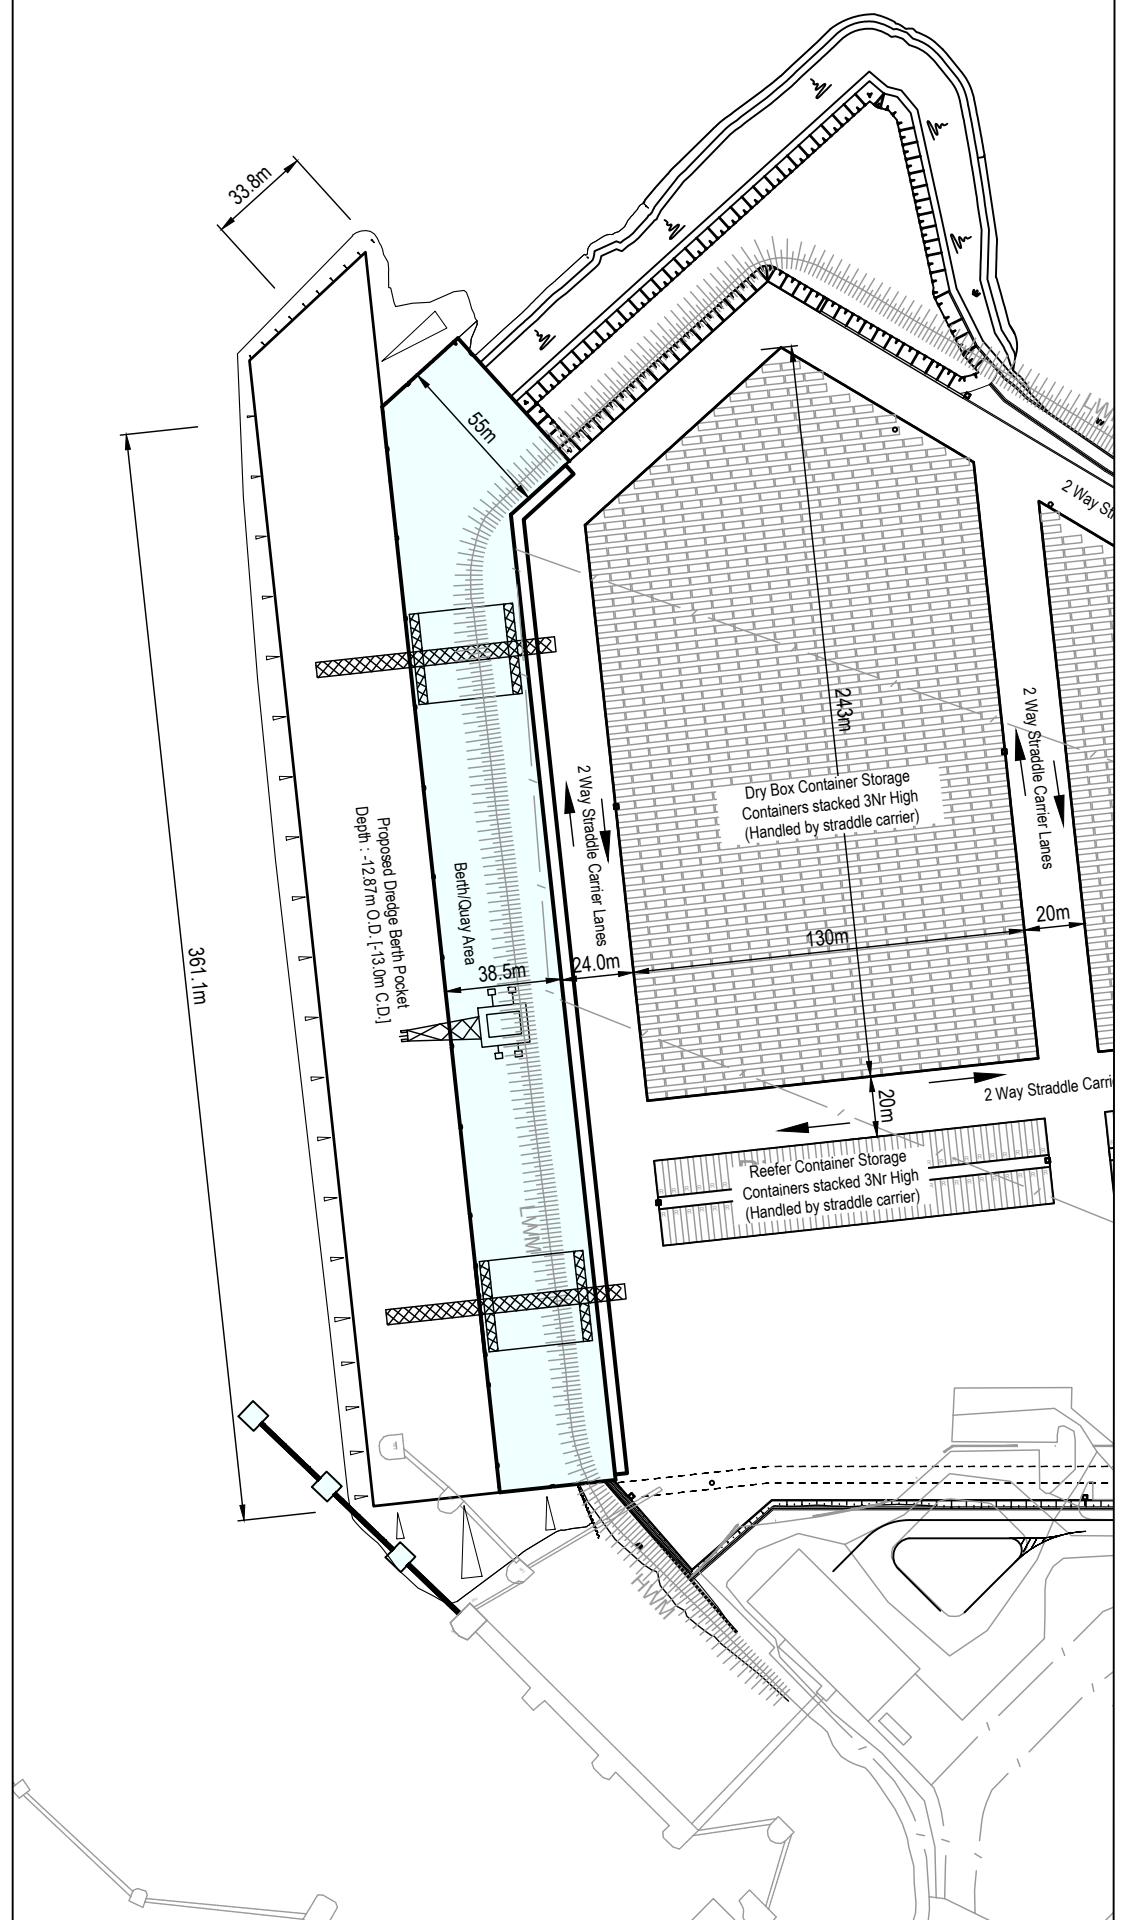 33.8m
55m
2 Way
243m
2 Way Straddle Carrier Lanes
2 Way Straddle Carrier Lanes
Dry Box Container Storage
Containers stacked 3Nr High
(Handled by straddle carrier)
Proposed Dredge Berth Pocket
Depth : -12.87m O.D. [-13.0m C.D.]
Berth/Quay Area
361.1m
38.5m
24.0m
130m
20m
20m
2 Way Straddle Carri
Reefer Container Storage
Containers stacked 3Nr High
(Handled by straddle carrier)
HWM